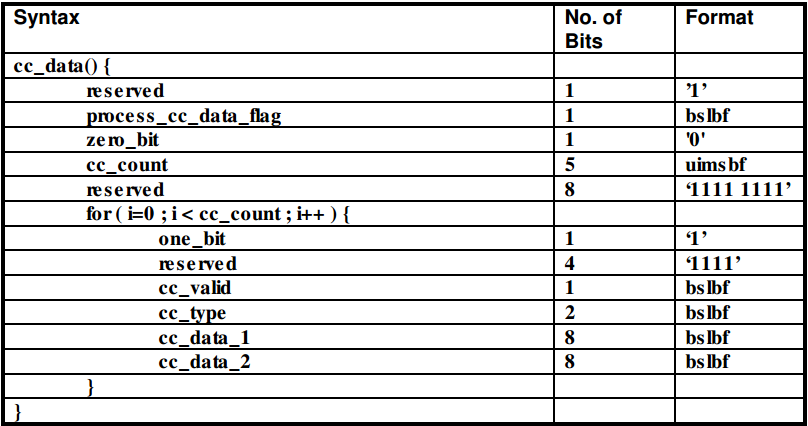 Syntax No. of Bits Format
cc_data() {
reserved 1 ’1’
process_cc_data_flag 1 bslbf
zero_bit 1 '0'
cc_count 5 uimsbf
reserved 8 ‘1111 1111’
for ( i=0 ; i < cc_count ; i++ ) {
one_bit 1 ‘1’
reserved 4 ‘1111’
cc_valid 1 bslbf
cc_type 2 bslbf
cc_data_1 8 bslbf
cc_data_2 8 bslbf
}
}